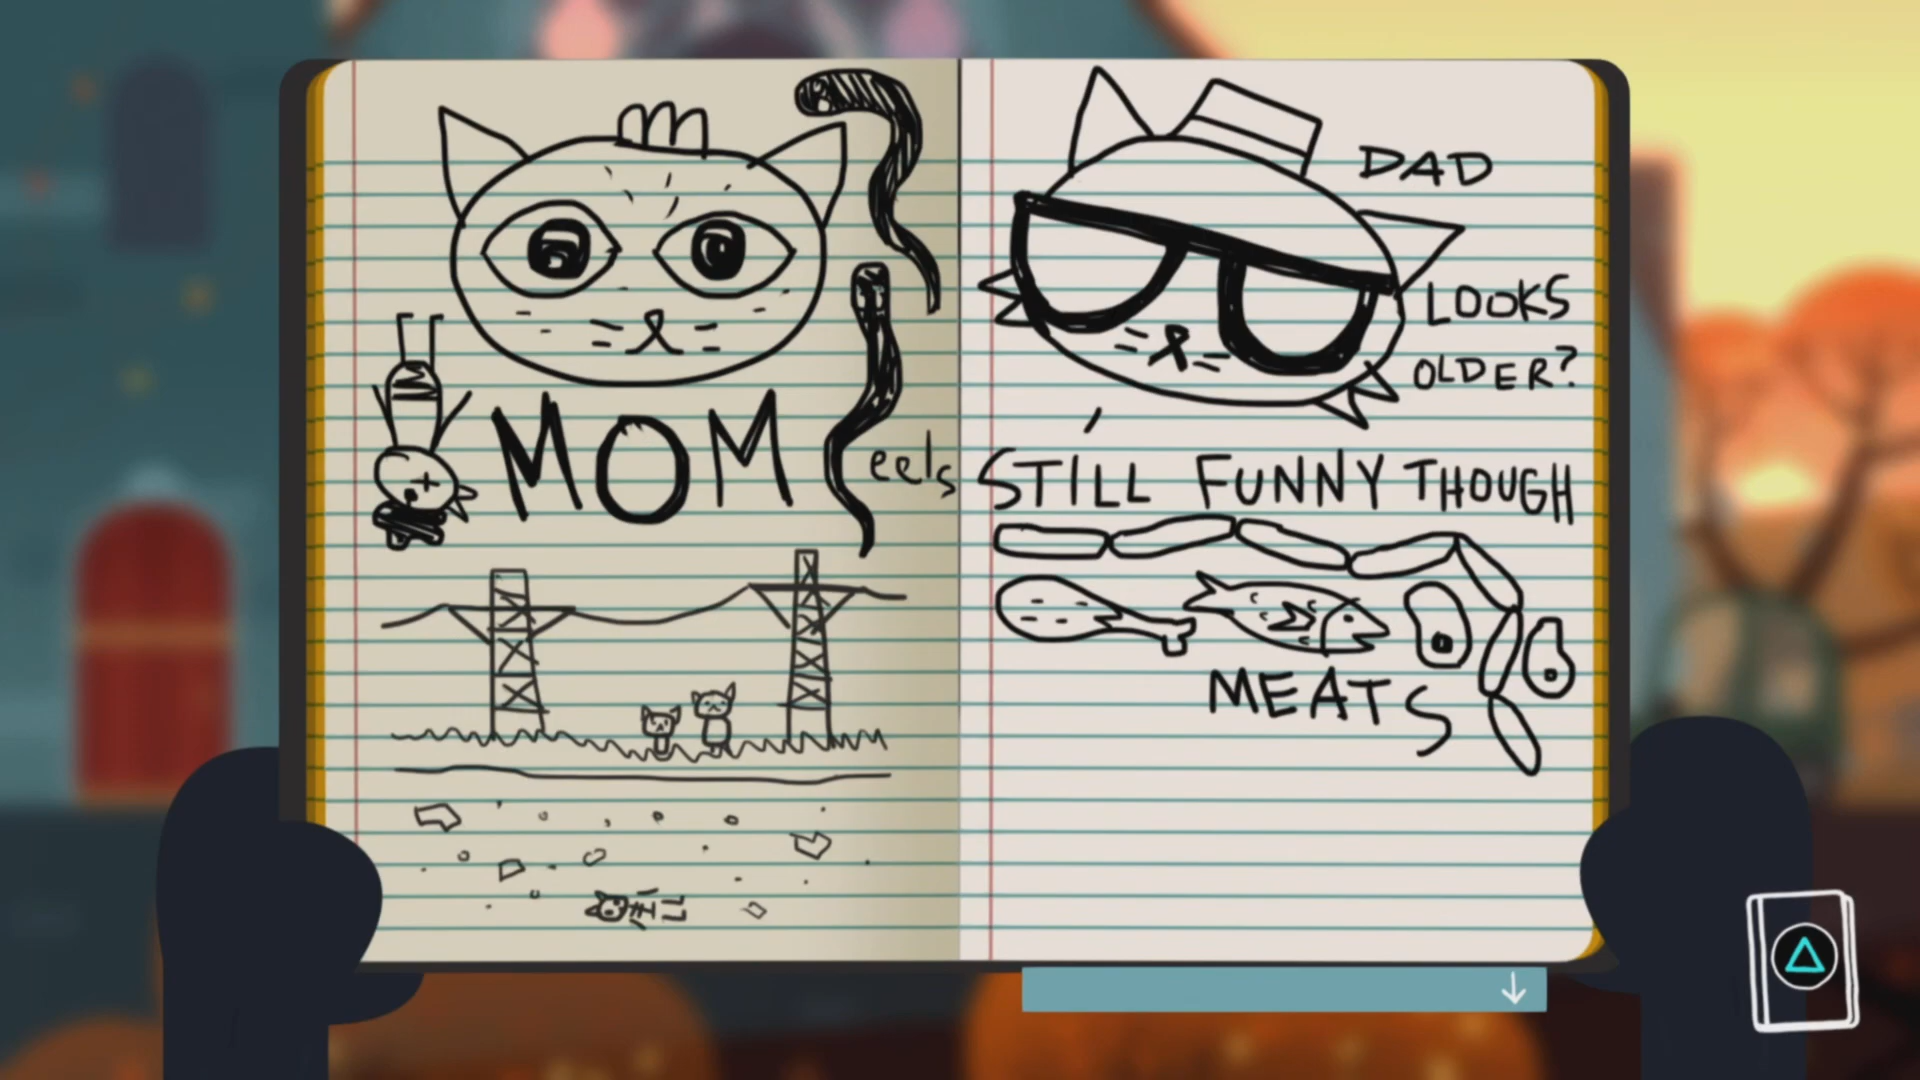 MOM
eels
DAD
LOOKS
OLDER?
STILL FUNNY THOUGH
MEATS